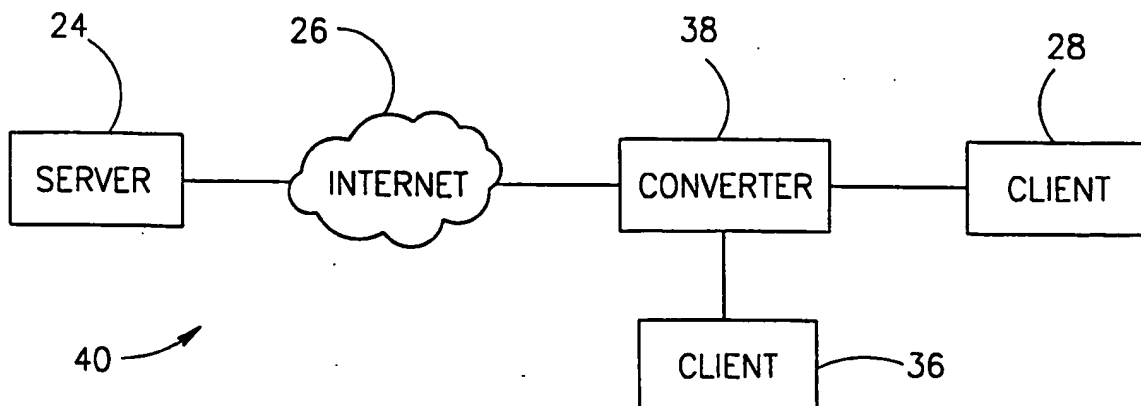 24
26
38
28
SERVER
INTERNET
CONVERTER
CLIENT
40
CLIENT
36